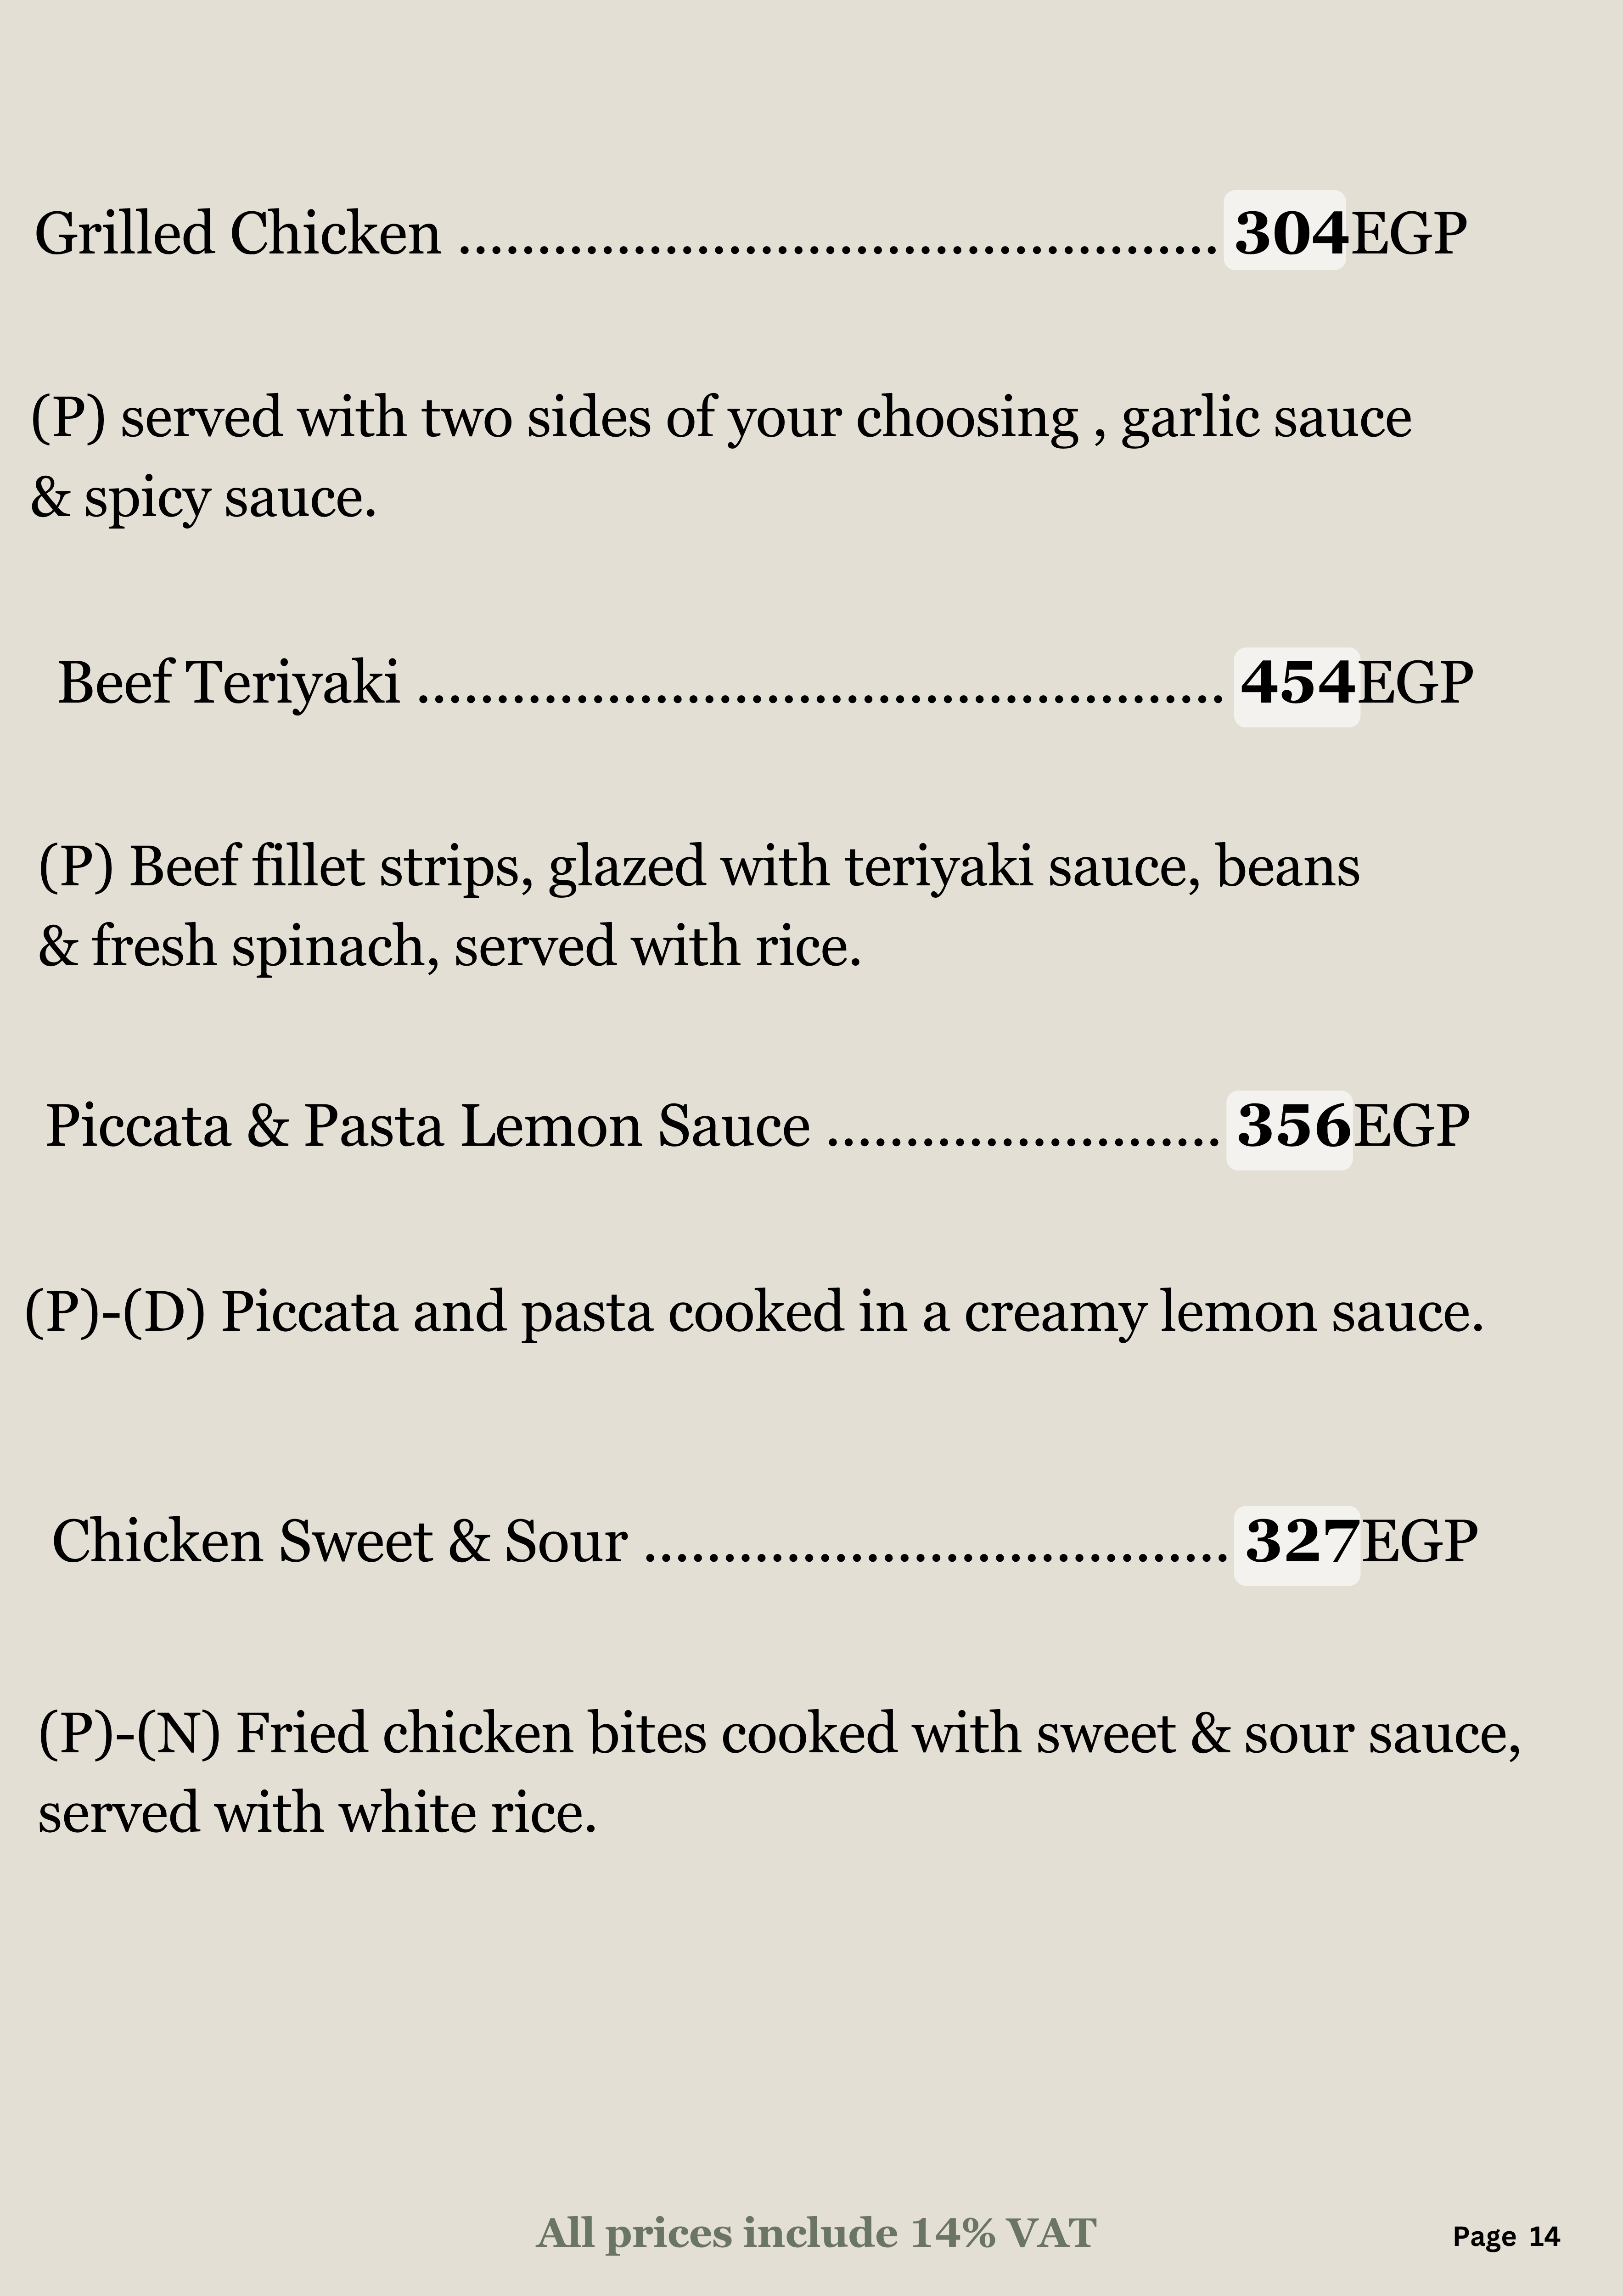 Grilled Chicken ................................................ 304EGP
(P) served with two sides of your choosing , garlic sauce
& spicy sauce.
Beef Teriyaki ................................................... 454EGP
(P) Beef fillet strips, glazed with teriyaki sauce, beans
& fresh spinach, served with rice.
Piccata & Pasta Lemon Sauce ......................... 356EGP
(P)-(D) Piccata and pasta cooked in a creamy lemon sauce.
Chicken Sweet & Sour ..................................... 327EGP
(P)-(N) Fried chicken bites cooked with sweet & sour sauce,
served with white rice.
All prices include 14% VAT
Page 14